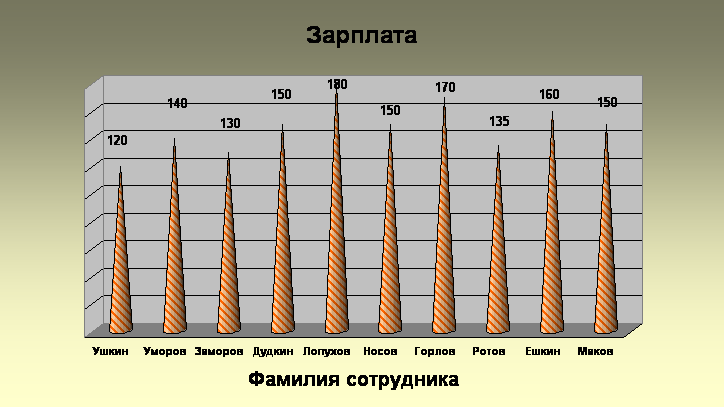 Зарплата
120 140 130 150 180 150 170 135 160 150
Ушкин Уморов Заморов Дудкин Лопухов Носов Горлов Ротов Ешкин Маков
Фамилия сотрудника